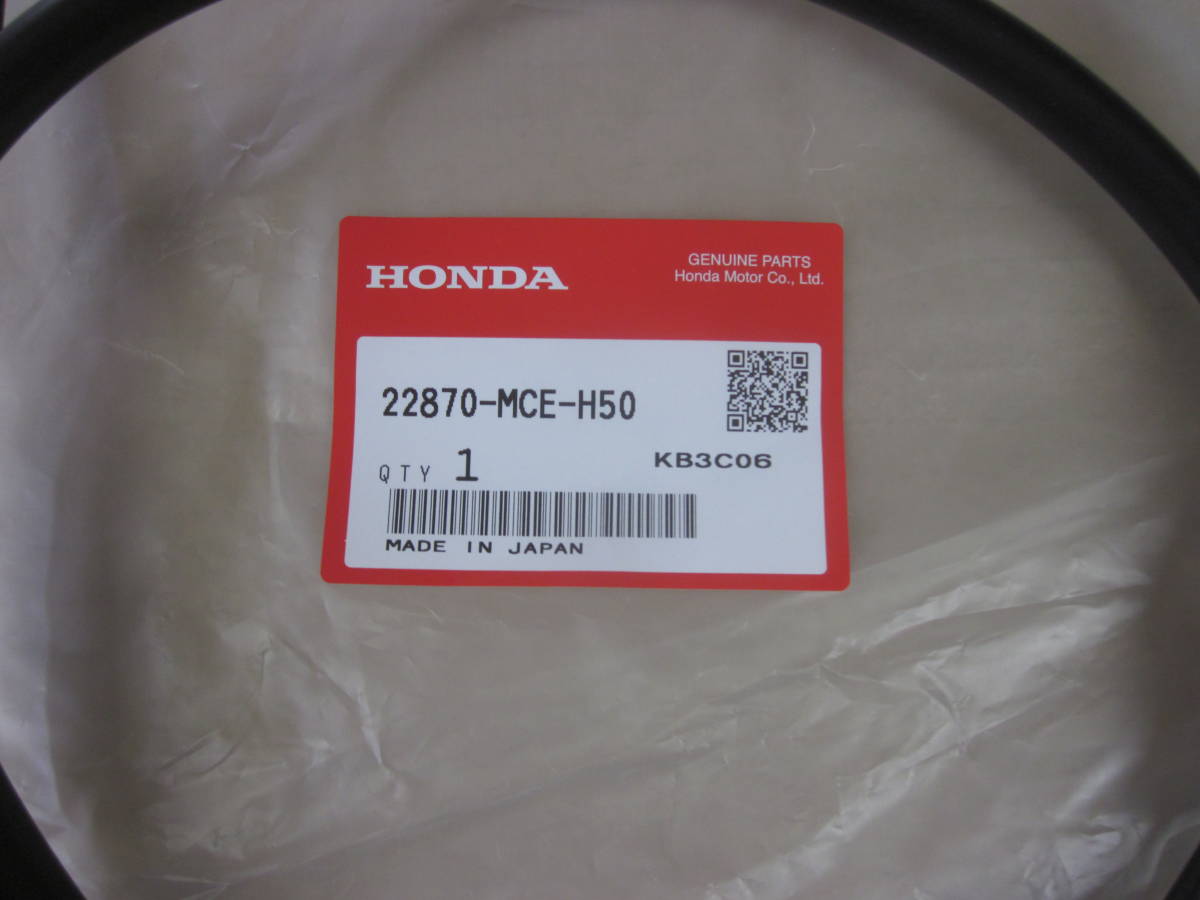 HONDA
GENUINE PARTS
Honda Motor Co., Ltd.
22870-MCE-H50
QTY 1
KB3C06
MADE IN JAPAN